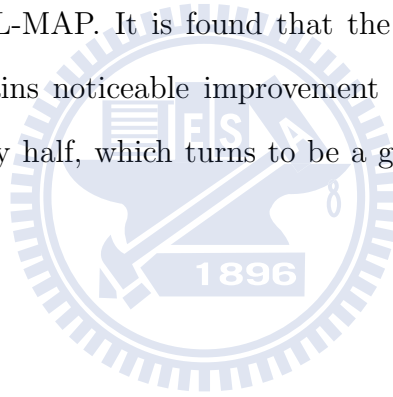 L-MAP. It is found that the
ins noticeable improvement
y half, which turns to be a g
E S A
1896